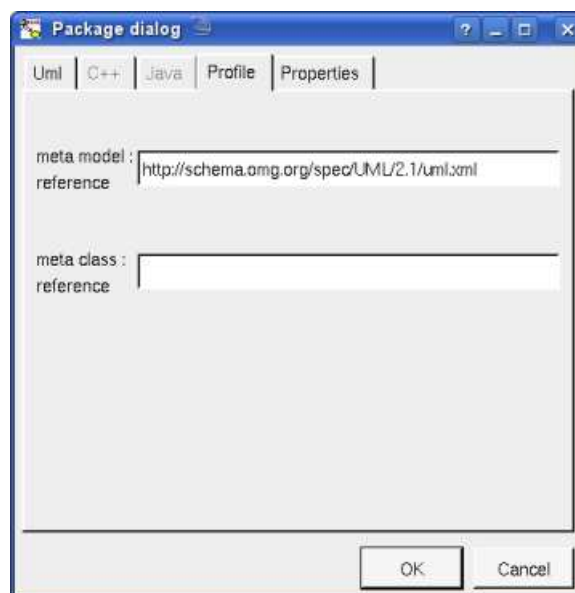 Package dialog
Uml C++ Java Profile Properties
meta model :
reference
http://schema.omg.org/spec/UML/2.1/uml.xml
meta class :
reference
OK Cancel